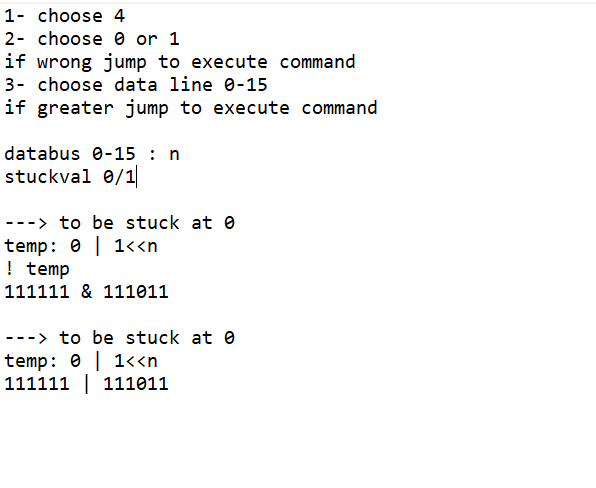 1- choose 4
2- choose 0 or 1
if wrong jump to execute command
3- choose data line 0-15
if greater jump to execute command
databus 0-15 : n
stuckval 0/1
---> to be stuck at 0
temp: 0 | 1<<n
! temp
111111 & 111011
---> to be stuck at 0
temp: 0 | 1<<n
111111 | 111011